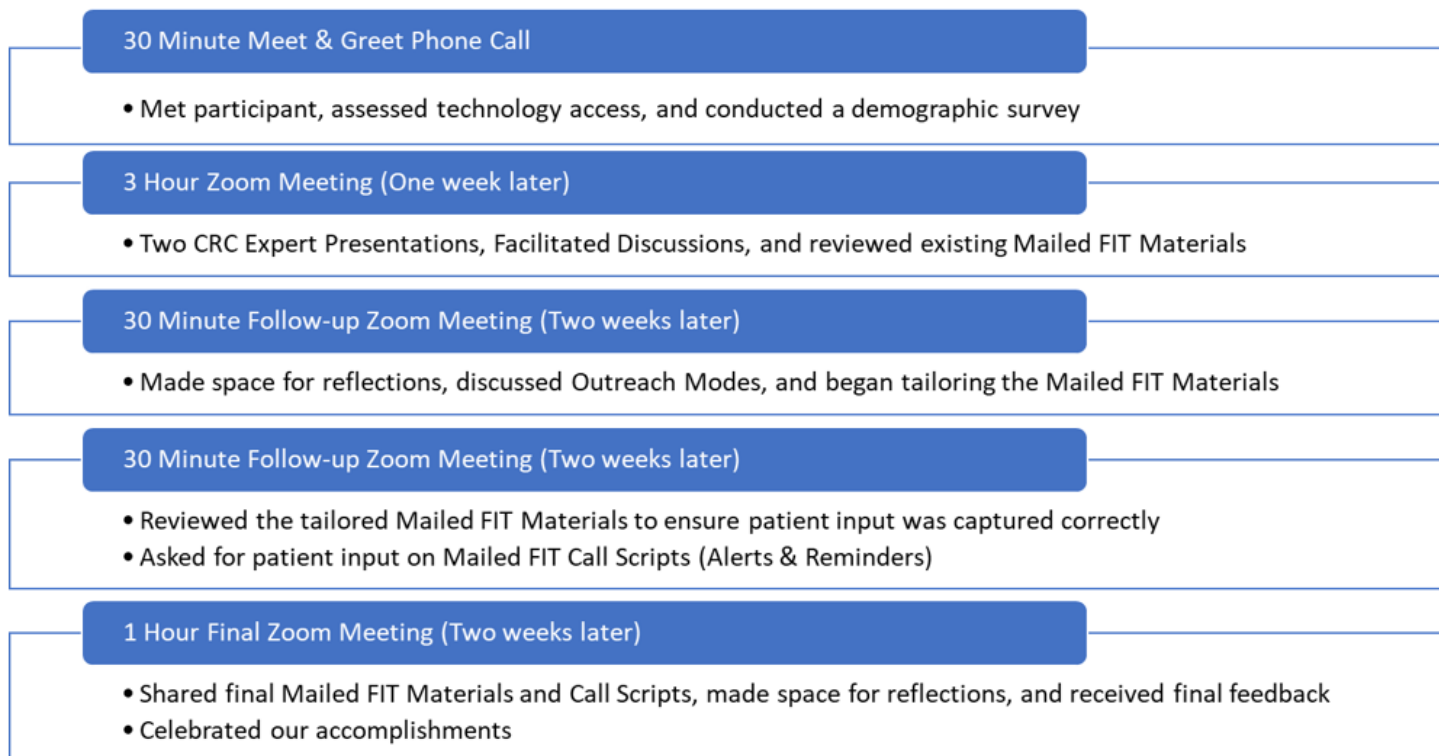 30 Minute Meet & Greet Phone Call
• Met participant, assessed technology access, and conducted a demographic survey
3 Hour Zoom Meeting (One week later)
• Two CRC Expert Presentations, Facilitated Discussions, and reviewed existing Mailed FIT Materials
30 Minute Follow-up Zoom Meeting (Two weeks later)
• Made space for reflections, discussed Outreach Modes, and began tailoring the Mailed FIT Materials
30 Minute Follow-up Zoom Meeting (Two weeks later)
• Reviewed the tailored Mailed FIT Materials to ensure patient input was captured correctly
• Asked for patient input on Mailed FIT Call Scripts (Alerts & Reminders)
1 Hour Final Zoom Meeting (Two weeks later)
• Shared final Mailed FIT Materials and Call Scripts, made space for reflections, and received final feedback
• Celebrated our accomplishments